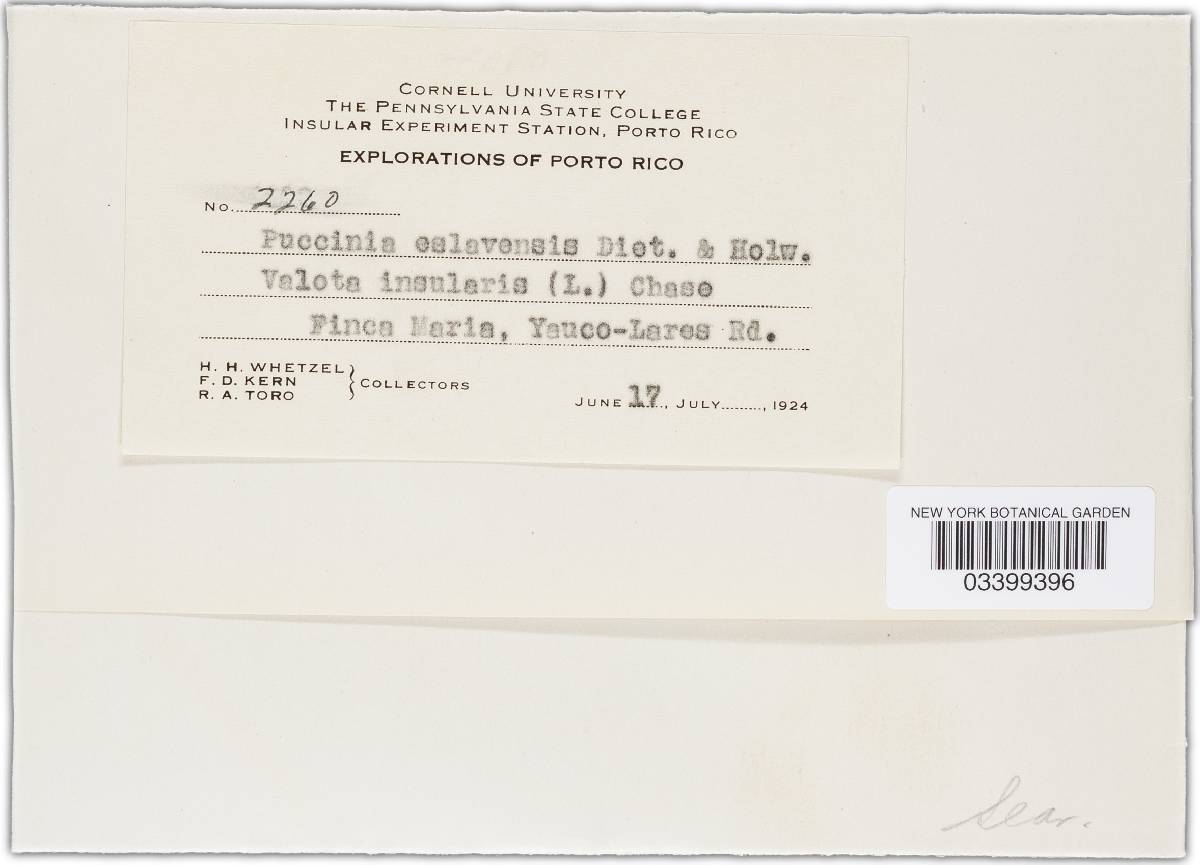 CORNELL UNIVERSITY
THE PENNSYLVANIA STATE COLLEGE
INSULAR EXPERIMENT STATION, PORTO RICO
EXPLORATIONS OF PORTO RICO
No. 2260
Puccinia eslavensis Diet. & Holw.
Valota insularis (L.) Chase
Finca Maria, Yauco-Lares Rd.
H. H. WHETZEL
F. D. KERN
R. A. TORO
} COLLECTORS
JUNE 17, JULY........, 1924
NEW YORK BOTANICAL GARDEN
03399396
Sear.